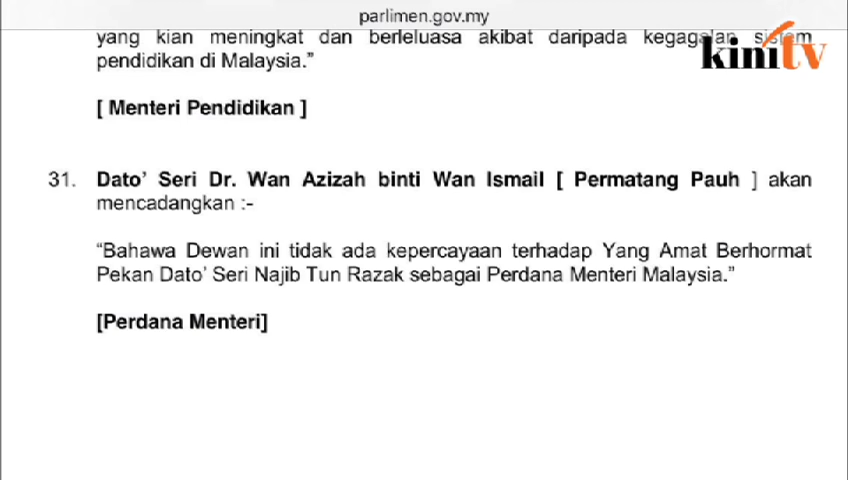 parlimen.gov.my
yang kian meningkat dan berleluasa akibat daripada kegagalan sistem
pendidikan di Malaysia.”
kinitv
[ Menteri Pendidikan ]
31. Dato’ Seri Dr. Wan Azizah binti Wan Ismail [ Permatang Pauh ] akan
mencadangkan :-
“Bahawa Dewan ini tidak ada kepercayaan terhadap Yang Amat Berhormat
Pekan Dato’ Seri Najib Tun Razak sebagai Perdana Menteri Malaysia.”
[Perdana Menteri]